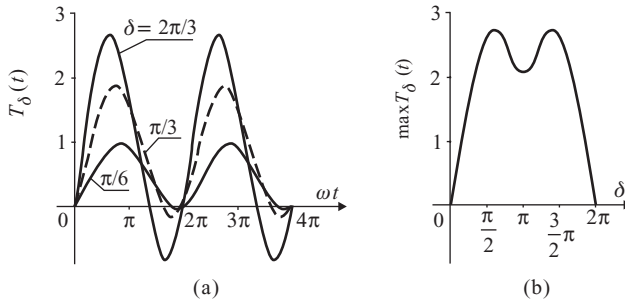 (a)
T_δ(t)
3
2
1
0
δ = 2π/3
π/3
π/6
π
2π
3π
4π
ωt
(b)
max T_δ(t)
3
2
1
0
π/2
π
3/2 π
2π
δ